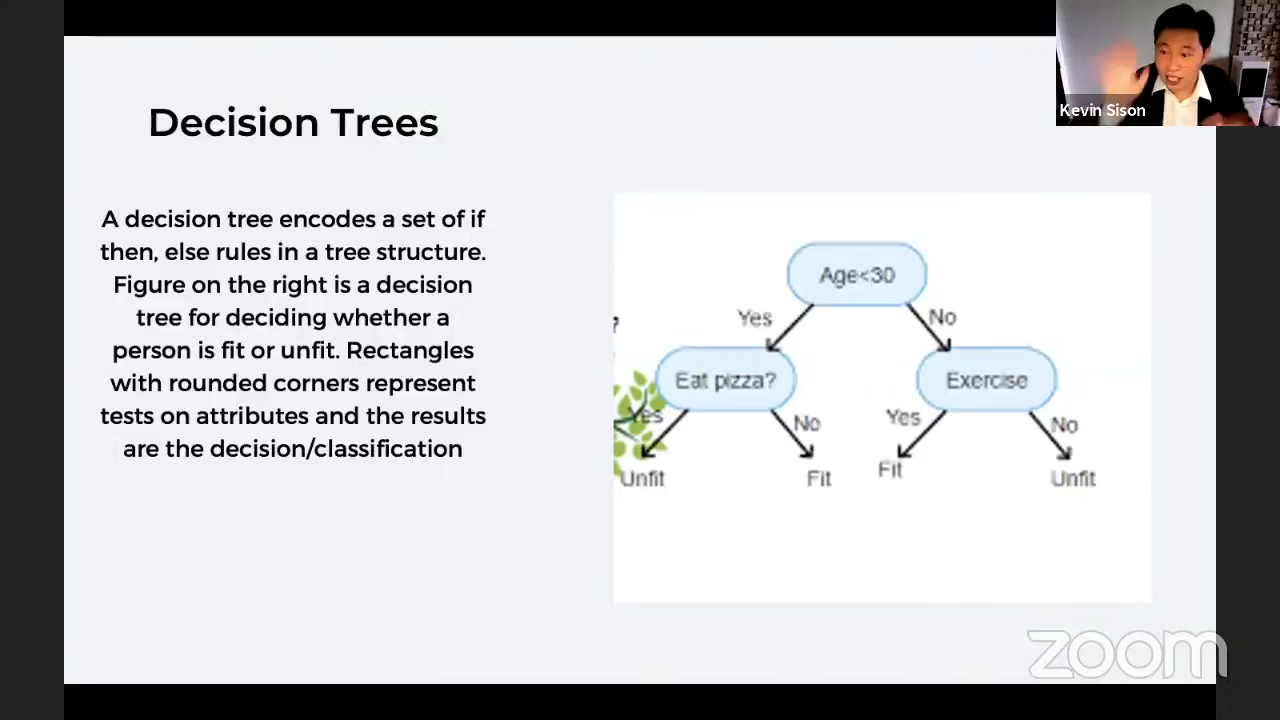 Kevin Sison
Decision Trees
A decision tree encodes a set of if
then, else rules in a tree structure.
Figure on the right is a decision
tree for deciding whether a
person is fit or unfit. Rectangles
with rounded corners represent
tests on attributes and the results
are the decision/classification
Age<30
Yes
No
?
Eat pizza?
Exercise
Yes
No
Yes
No
Unfit
Fit
Fit
Unfit
zoom